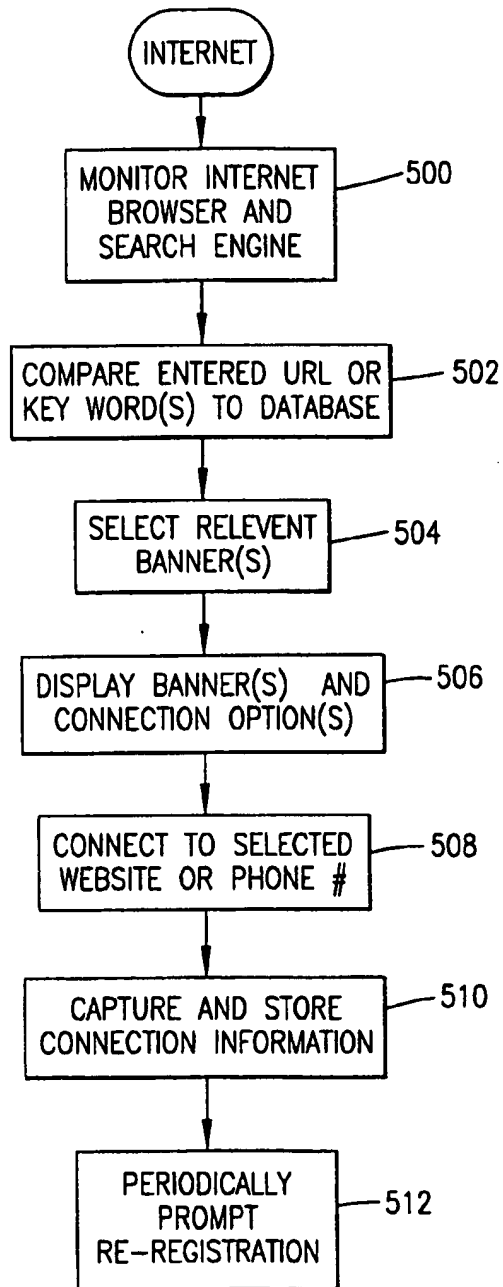 INTERNET
MONITOR INTERNET
BROWSER AND
SEARCH ENGINE
500
COMPARE ENTERED URL OR
KEY WORD(S) TO DATABASE
502
SELECT RELEVENT
BANNER(S)
504
DISPLAY BANNER(S) AND
CONNECTION OPTION(S)
506
CONNECT TO SELECTED
WEBSITE OR PHONE #
508
CAPTURE AND STORE
CONNECTION INFORMATION
510
PERIODICALLY
PROMPT
RE-REGISTRATION
512